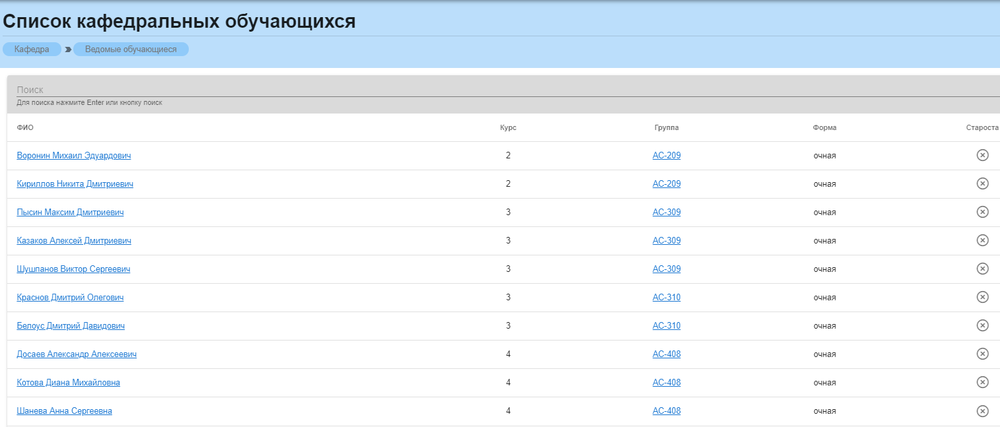 Список кафедральных обучающихся
Кафедра Ведомые обучающиеся
Поиск
Для поиска нажмите Enter или кнопку поиск
ФИО Курс Группа Форма Староста
Воронин Михаил Эдуардович 2 АС-209 очная
Кириллов Никита Дмитриевич 2 АС-209 очная
Пысин Максим Дмитриевич 3 АС-309 очная
Казаков Алексей Дмитриевич 3 АС-309 очная
Шушпанов Виктор Сергеевич 3 АС-309 очная
Краснов Дмитрий Олегович 3 АС-310 очная
Белоус Дмитрий Давидович 3 АС-310 очная
Досаев Александр Алексеевич 4 АС-408 очная
Котова Диана Михайловна 4 АС-408 очная
Шанева Анна Сергеевна 4 АС-408 очная